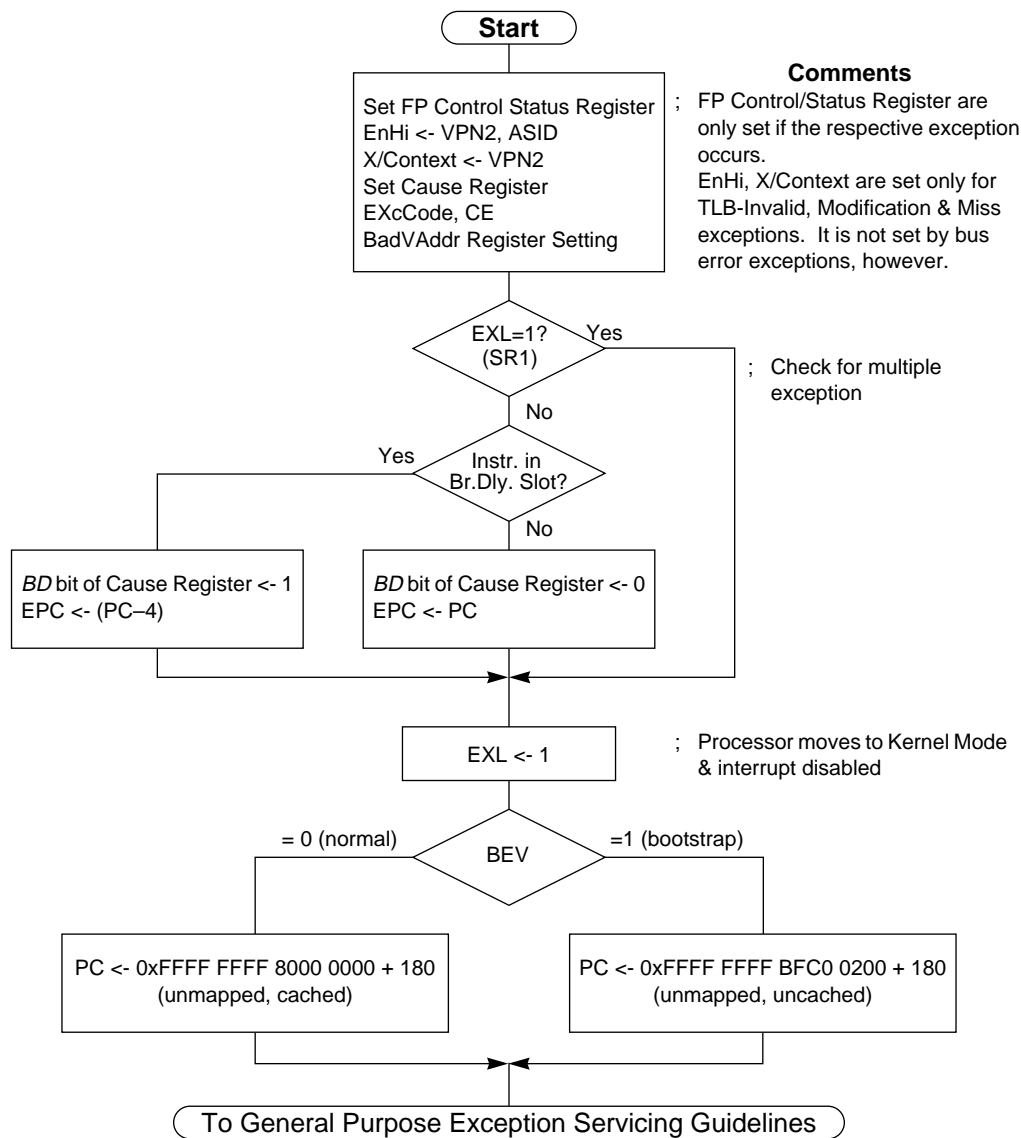 Start
Set FP Control Status Register
EnHi <- VPN2, ASID
X/Context <- VPN2
Set Cause Register
EXcCode, CE
BadVAddr Register Setting
Comments
; FP Control/Status Register are
only set if the respective exception
occurs.
EnHi, X/Context are set only for
TLB-Invalid, Modification & Miss
exceptions.  It is not set by bus
error exceptions, however.
EXL=1?
(SR1)
Yes
; Check for multiple
exception
No
Instr. in
Br.Dly. Slot?
Yes
No
BD bit of Cause Register <- 1
EPC <- (PC–4)
BD bit of Cause Register <- 0
EPC <- PC
EXL <- 1
; Processor moves to Kernel Mode
& interrupt disabled
= 0 (normal)
BEV
=1 (bootstrap)
PC <- 0xFFFF FFFF 8000 0000 + 180
(unmapped, cached)
PC <- 0xFFFF FFFF BFC0 0200 + 180
(unmapped, uncached)
To General Purpose Exception Servicing Guidelines